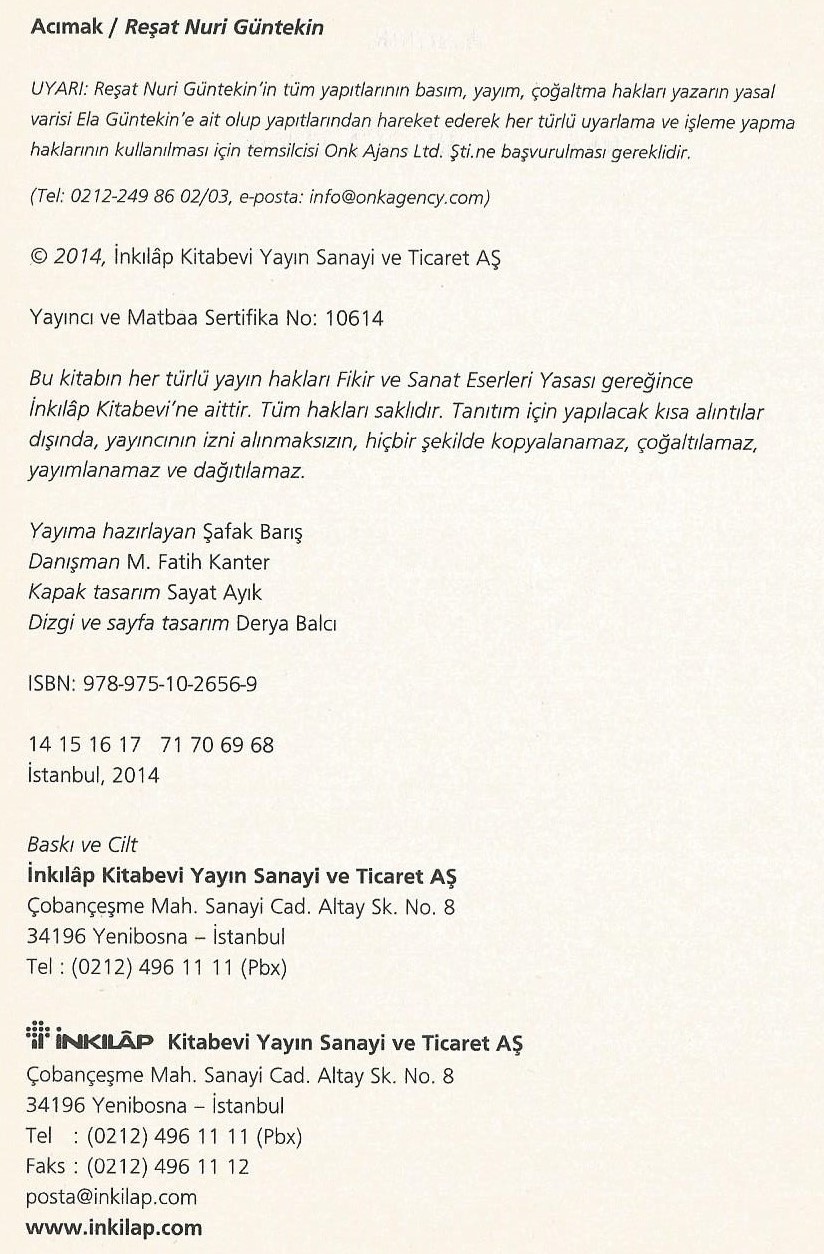 Acımak / Reşat Nuri Güntekin
UYARI: Reşat Nuri Güntekin'in tüm yapıtlarının basım, yayım, çoğaltma hakları yazarın yasal
varisi Ela Güntekin'e ait olup yapıtlarından hareket ederek her türlü uyarlama ve işleme yapma
haklarının kullanılması için temsilcisi Onk Ajans Ltd. Şti.ne başvurulması gereklidir.
(Tel: 0212-249 86 02/03, e-posta: info@onkagency.com)
© 2014, İnkılâp Kitabevi Yayın Sanayi ve Ticaret AŞ
Yayıncı ve Matbaa Sertifika No: 10614
Bu kitabın her türlü yayın hakları Fikir ve Sanat Eserleri Yasası gereğince
İnkılâp Kitabevi'ne aittir. Tüm hakları saklıdır. Tanıtım için yapılacak kısa alıntılar
dışında, yayıncının izni alınmaksızın, hiçbir şekilde kopyalanamaz, çoğaltılamaz,
yayımlanamaz ve dağıtılamaz.
Yayıma hazırlayan Şafak Barış
Danışman M. Fatih Kanter
Kapak tasarım Sayat Ayık
Dizgi ve sayfa tasarım Derya Balcı
ISBN: 978-975-10-2656-9
14 15 16 17 71 70 69 68
İstanbul, 2014
Baskı ve Cilt
İnkılâp Kitabevi Yayın Sanayi ve Ticaret AŞ
Çobançeşme Mah. Sanayi Cad. Altay Sk. No. 8
34196 Yenibosna – İstanbul
Tel : (0212) 496 11 11 (Pbx)
İNKILÂP Kitabevi Yayın Sanayi ve Ticaret AŞ
Çobançeşme Mah. Sanayi Cad. Altay Sk. No. 8
34196 Yenibosna – İstanbul
Tel : (0212) 496 11 11 (Pbx)
Faks : (0212) 496 11 12
posta@inkilap.com
www.inkilap.com